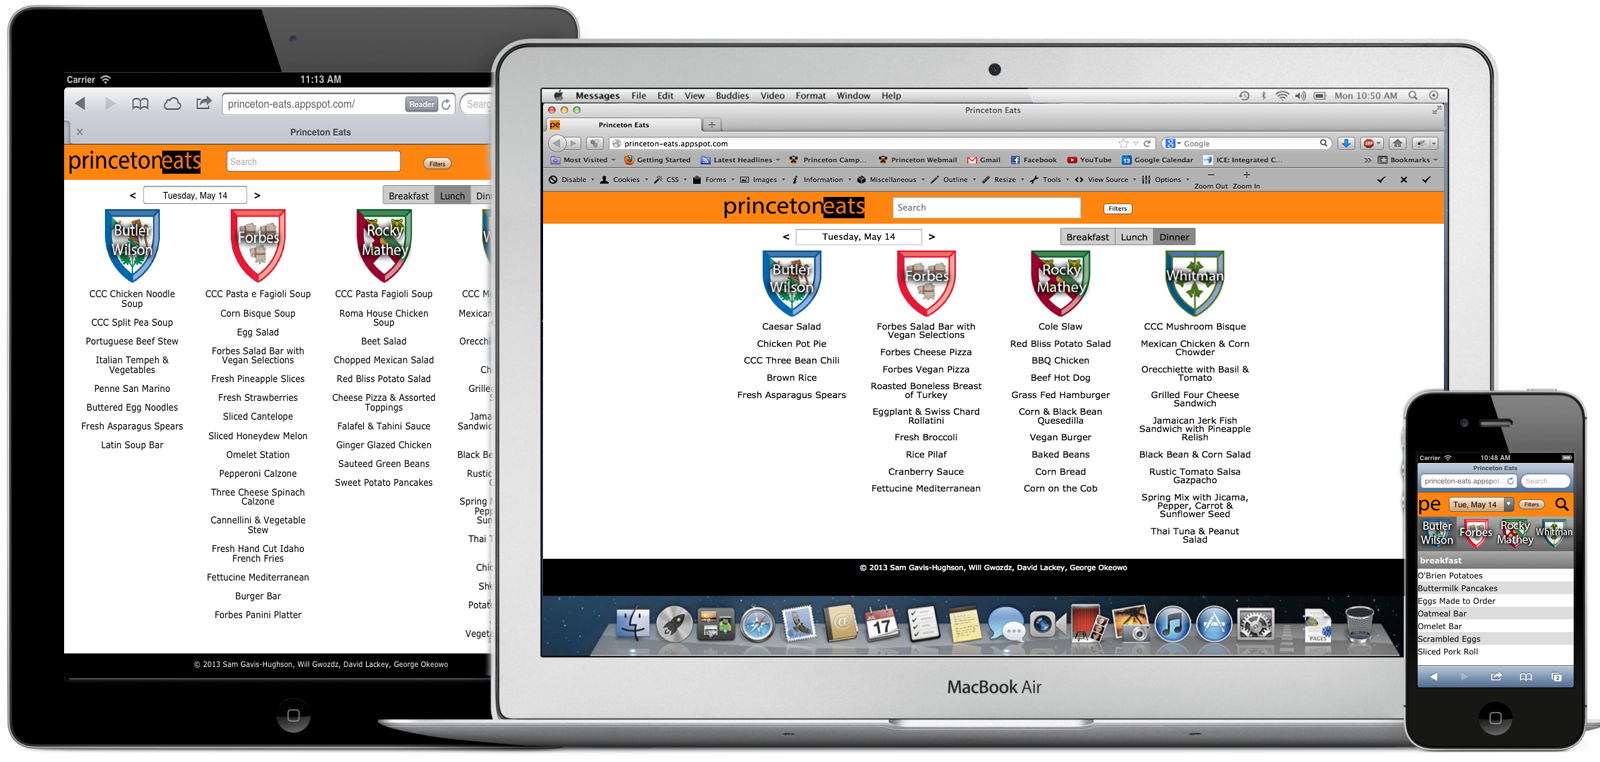 Carrier
11:13 AM
princeton-eats.appspot.com/
Reader
Sear
Princeton Eats
princetoneats
Search
Filters
<
Tuesday, May 14
>
Breakfast
Lunch
Din
Butler
Wilson
Forbes
Rocky
Mathey
CCC Chicken Noodle
Soup
CCC Split Pea Soup
Portuguese Beef Stew
Italian Tempeh &
Vegetables
Penne San Marino
Buttered Egg Noodles
Fresh Asparagus Spears
Latin Soup Bar
CCC Pasta e Fagioli Soup
Corn Bisque Soup
Egg Salad
Forbes Salad Bar with
Vegan Selections
Fresh Pineapple Slices
Fresh Strawberries
Sliced Cantelope
Sliced Honeydew Melon
Omelet Station
Pepperoni Calzone
Three Cheese Spinach
Calzone
Cannellini & Vegetable
Stew
Fresh Hand Cut Idaho
French Fries
Fettucine Mediterranean
Burger Bar
Forbes Panini Platter
CCC Pasta Fagioli Soup
Roma House Chicken
Soup
Beet Salad
Chopped Mexican Salad
Red Bliss Potato Salad
Cheese Pizza & Assorted
Toppings
Falafel & Tahini Sauce
Ginger Glazed Chicken
Sauteed Green Beans
Sweet Potato Pancakes
CCC M
Mexican
Orecchi
Ch
Grille
Jama
Sandwic
Black Be
Rustic
Spring M
Pepp
Sun
Thai T
Chic
She
Potat
Vegeta
© 2013 Sam Gavis-Hughson, Will Gwozdz, David Lackey, George Okeowo
Messages File Edit View Buddies Video Format Window Help
Mon 10:50 AM
Princeton Eats
pe
Princeton Eats
princeton-eats.appspot.com
Google
Most Visited
Getting Started
Latest Headlines
Princeton Camp...
Princeton Webmail
Gmail
Facebook
YouTube
Google Calendar
ICE: Integrated C...
Bookmarks
Disable
Cookies
CSS
Forms
Images
Information
Miscellaneous
Outline
Resize
Tools
View Source
Options
Zoom Out
Zoom In
princetoneats
Search
Filters
<
Tuesday, May 14
>
Breakfast
Lunch
Dinner
Butler
Wilson
Forbes
Rocky
Mathey
Whitman
Caesar Salad
Chicken Pot Pie
CCC Three Bean Chili
Brown Rice
Fresh Asparagus Spears
Forbes Salad Bar with
Vegan Selections
Forbes Cheese Pizza
Forbes Vegan Pizza
Roasted Boneless Breast
of Turkey
Eggplant & Swiss Chard
Rollatini
Fresh Broccoli
Rice Pilaf
Cranberry Sauce
Fettucine Mediterranean
Cole Slaw
Red Bliss Potato Salad
BBQ Chicken
Beef Hot Dog
Grass Fed Hamburger
Corn & Black Bean
Quesedilla
Vegan Burger
Baked Beans
Corn Bread
Corn on the Cob
CCC Mushroom Bisque
Mexican Chicken & Corn
Chowder
Orecchiette with Basil &
Tomato
Grilled Four Cheese
Sandwich
Jamaican Jerk Fish
Sandwich with Pineapple
Relish
Black Bean & Corn Salad
Rustic Tomato Salsa
Gazpacho
Spring Mix with Jicama,
Pepper, Carrot &
Sunflower Seed
Thai Tuna & Peanut
Salad
© 2013 Sam Gavis-Hughson, Will Gwozdz, David Lackey, George Okeowo
17
PAGES
MacBook Air
Carrier
10:48 AM
Princeton Eats
princeton-eats.appspot.
Search
pe
Tue, May 14
Filters
Butler
Wilson
Forbes
Rocky
Mathey
Whitman
breakfast
O'Brien Potatoes
Buttermilk Pancakes
Eggs Made to Order
Oatmeal Bar
Omelet Bar
Scrambled Eggs
Sliced Pork Roll
2